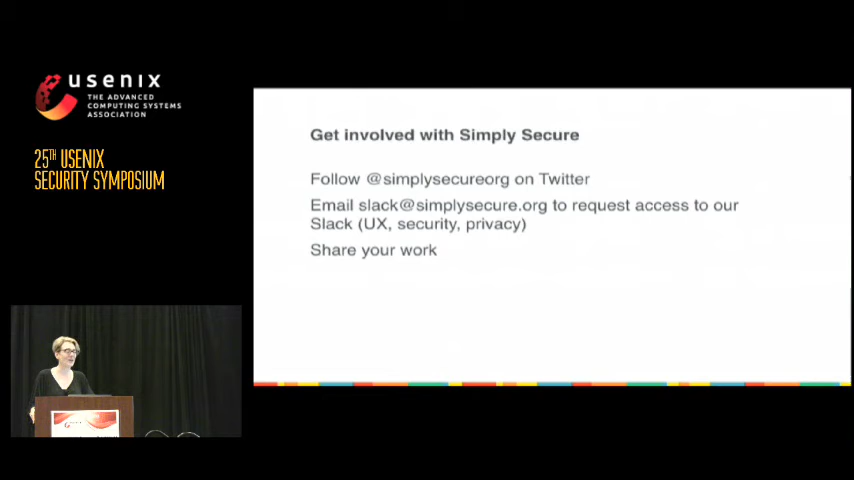 usenix
THE ADVANCED
COMPUTING SYSTEMS
ASSOCIATION
25TH USENIX
SECURITY SYMPOSIUM
Get involved with Simply Secure
Follow @simplysecureorg on Twitter
Email slack@simplysecure.org to request access to our
Slack (UX, security, privacy)
Share your work